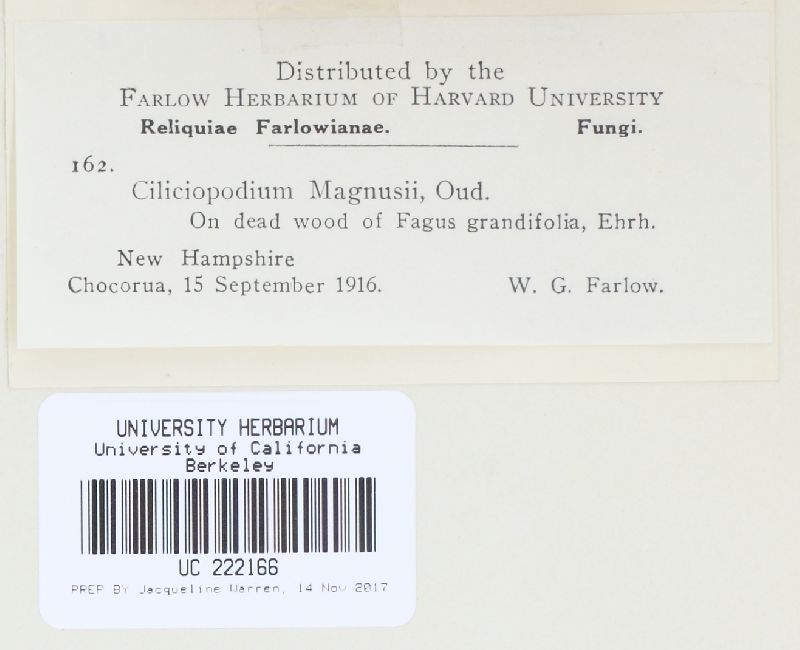 Distributed by the
Farlow Herbarium of Harvard University
Reliquiae Farlowianae. Fungi.
162.
Ciliciopodium Magnusii, Oud.
On dead wood of Fagus grandifolia, Ehrh.
New Hampshire
Chocorua, 15 September 1916. W. G. Farlow.
UNIVERSITY HERBARIUM
University of California
Berkeley
UC 222166
PREP BY Jacqueline Warren, 14 Nov 2017